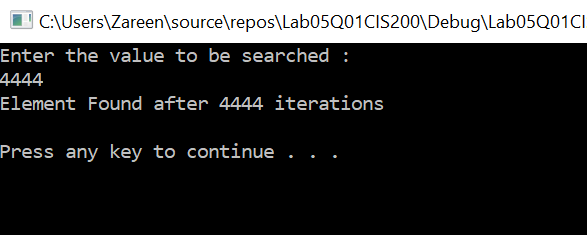 C:\Users\Zareen\source\repos\Lab05Q01CIS200\Debug\Lab05Q01CI
Enter the value to be searched :
4444
Element Found after 4444 iterations
Press any key to continue . . .